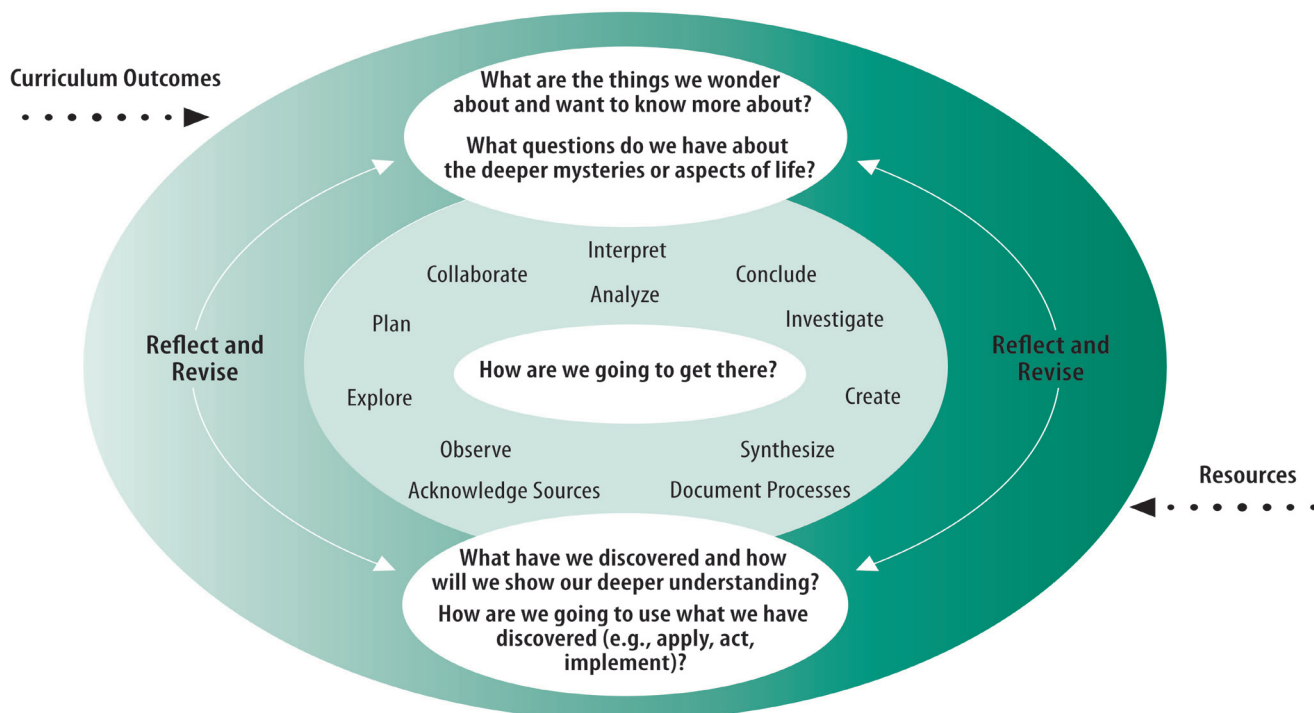 Curriculum Outcomes
What are the things we wonder
about and want to know more about?
What questions do we have about
the deeper mysteries or aspects of life?
Interpret
Collaborate
Conclude
Analyze
Plan
Investigate
Reflect and
Revise
How are we going to get there?
Reflect and
Revise
Explore
Create
Observe
Synthesize
Acknowledge Sources
Document Processes
Resources
What have we discovered and how
will we show our deeper understanding?
How are we going to use what we have
discovered (e.g., apply, act,
implement)?